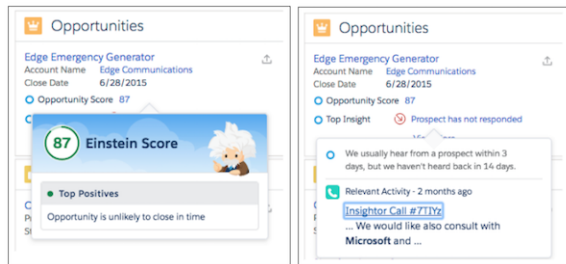 Opportunities
Edge Emergency Generator
Account Name Edge Communications
Close Date 6/28/2015
Opportunity Score 87
87 Einstein Score
Top Positives
Opportunity is unlikely to close in time
Opportunities
Edge Emergency Generator
Account Name Edge Communications
Close Date 6/28/2015
Opportunity Score 87
Top Insight Prospect has not responded
We usually hear from a prospect within 3
days, but we haven't heard back in 14 days.
Relevant Activity - 2 months ago
Insightor Call #7TJYz
... We would like also consult with
Microsoft and ...